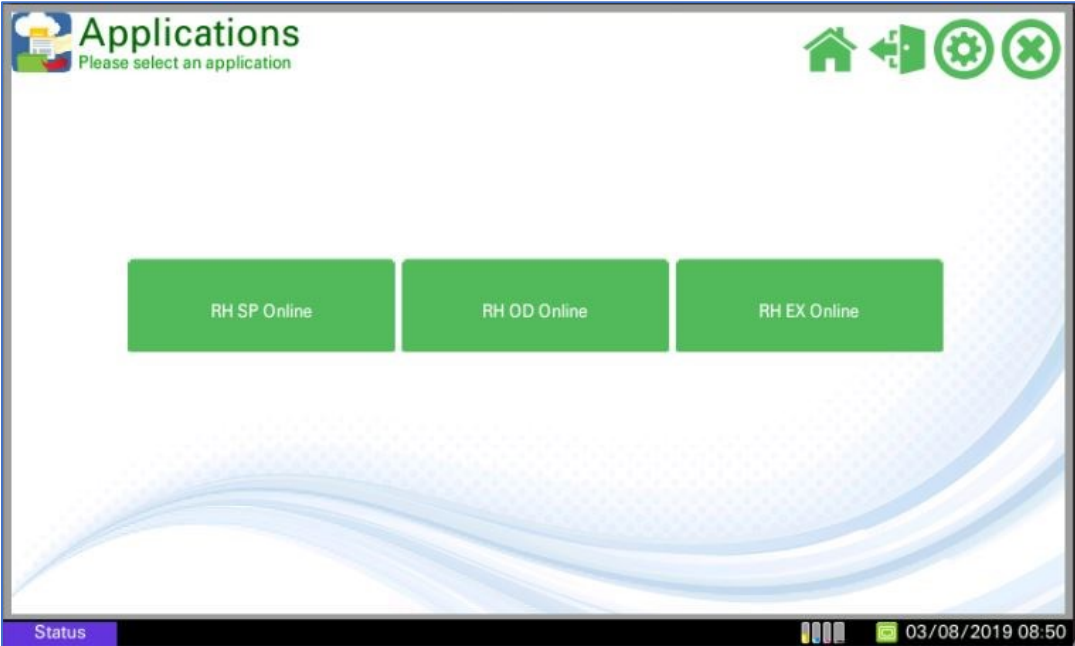 Applications
Please select an application
RH SP Online
RH OD Online
RH EX Online
Status
03/08/2019 08:50